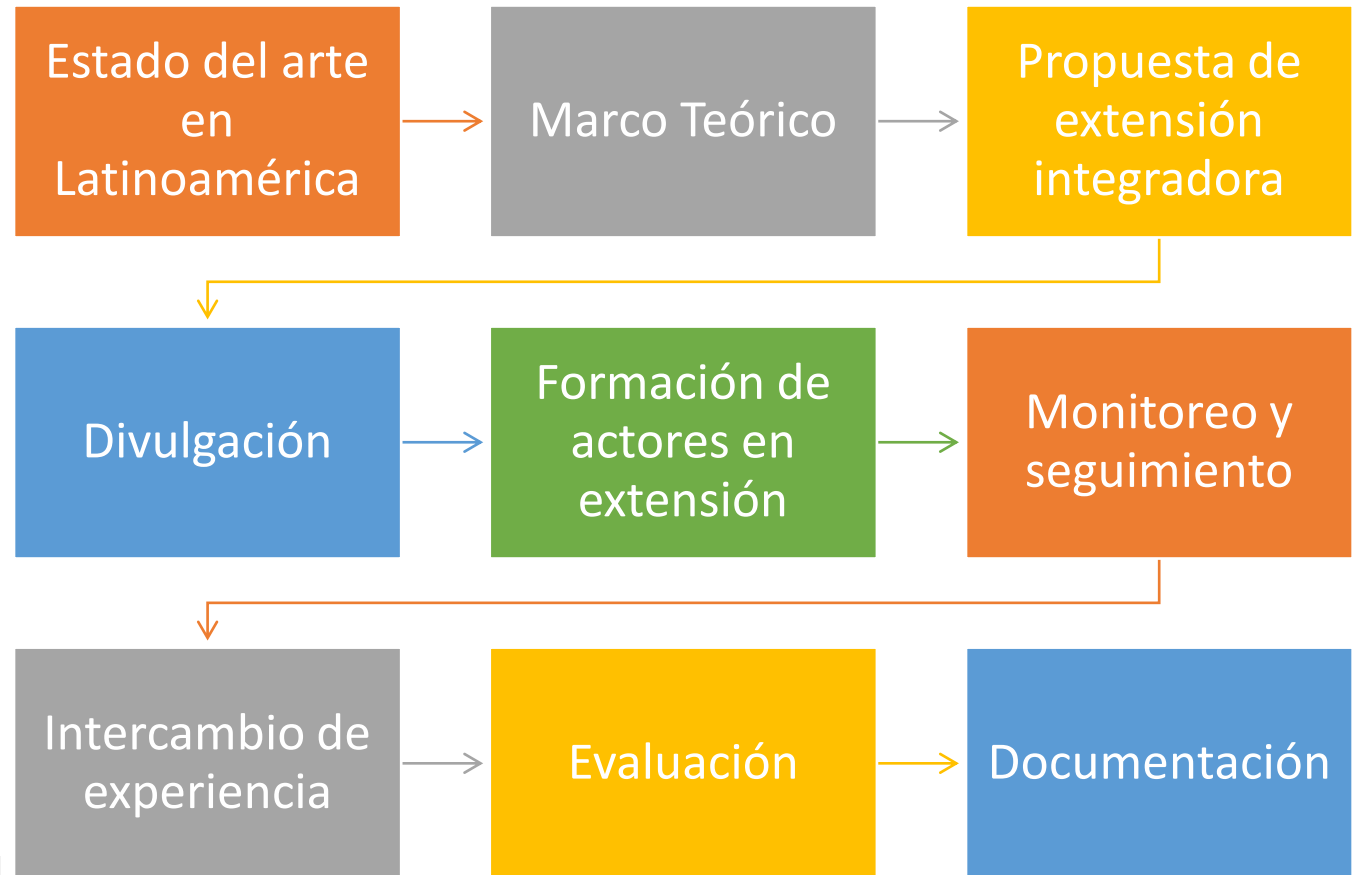 Estado del arte
en
Latinoamérica
Marco Teórico
Propuesta de
extensión
integradora
Divulgación
Formación de
actores en
extensión
Monitoreo y
seguimiento
Intercambio de
experiencia
Evaluación
Documentación